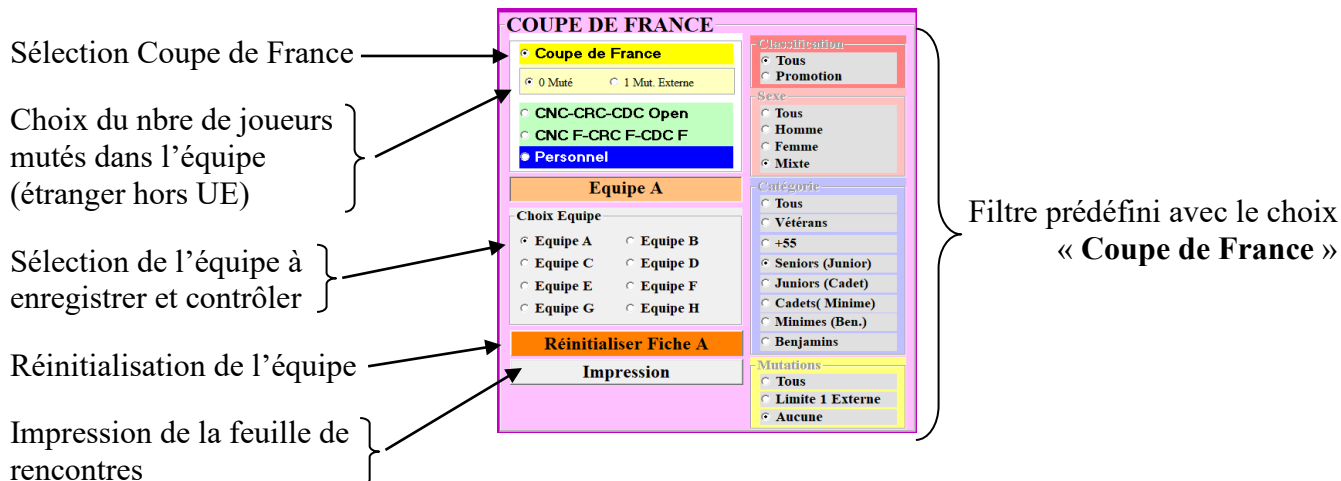 Sélection Coupe de France
Choix du nbre de joueurs
mutés dans l’équipe
(étranger hors UE)
Sélection de l’équipe à
enregistrer et contrôler
Réinitialisation de l’équipe
Impression de la feuille de
rencontres
COUPE DE FRANCE
Coupe de France
0 Muté 1 Mut. Externe
CNC-CRC-CDC Open
CNC F-CRC F-CDC F
Personnel
Equipe A
Choix Equipe
Equipe A Equipe B
Equipe C Equipe D
Equipe E Equipe F
Equipe G Equipe H
Réinitialiser Fiche A
Impression
Classification
Tous
Promotion
Sexe
Tous
Homme
Femme
Mixte
Catégorie
Tous
Vétérans
+55
Seniors (Junior)
Juniors (Cadet)
Cadets( Minime)
Minimes (Ben.)
Benjamins
Mutations
Tous
Limite 1 Externe
Aucune
Filtre prédéfini avec le choix
« Coupe de France »